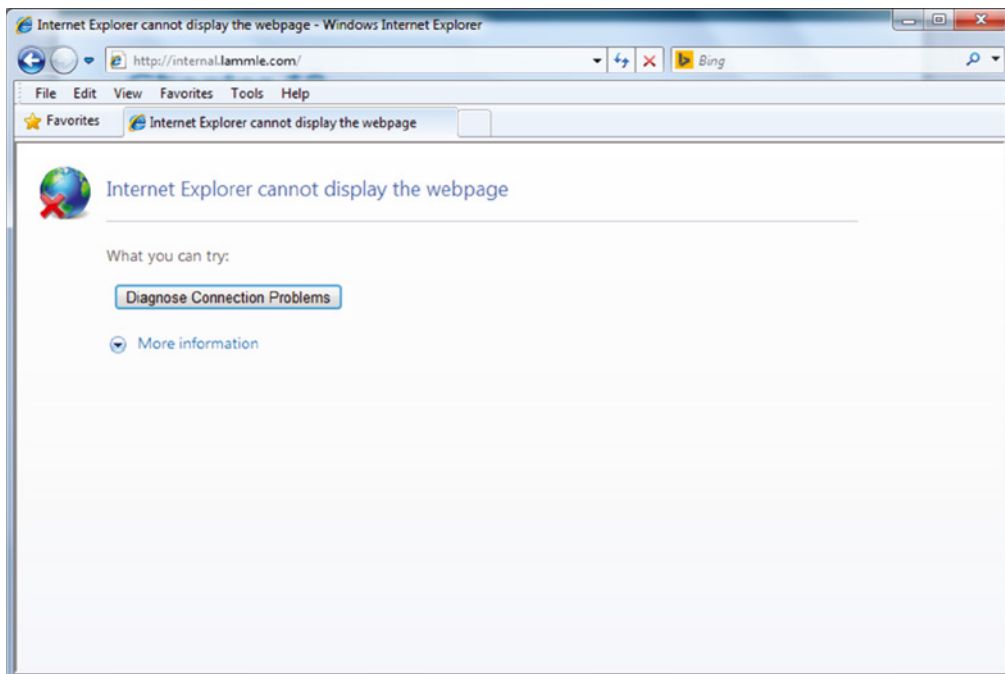 Internet Explorer cannot display the webpage - Windows Internet Explorer
http://internal.lammle.com/
Bing
File Edit View Favorites Tools Help
Favorites
Internet Explorer cannot display the webpage
Internet Explorer cannot display the webpage
What you can try:
Diagnose Connection Problems
More information